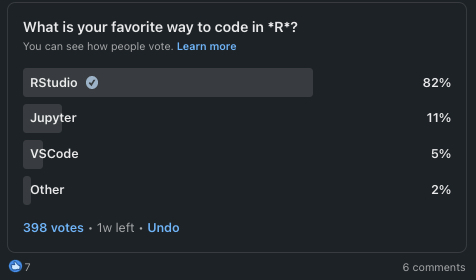 What is your favorite way to code in *R*?
You can see how people vote. Learn more
RStudio 82%
Jupyter 11%
VSCode 5%
Other 2%
398 votes • 1w left • Undo
7 6 comments